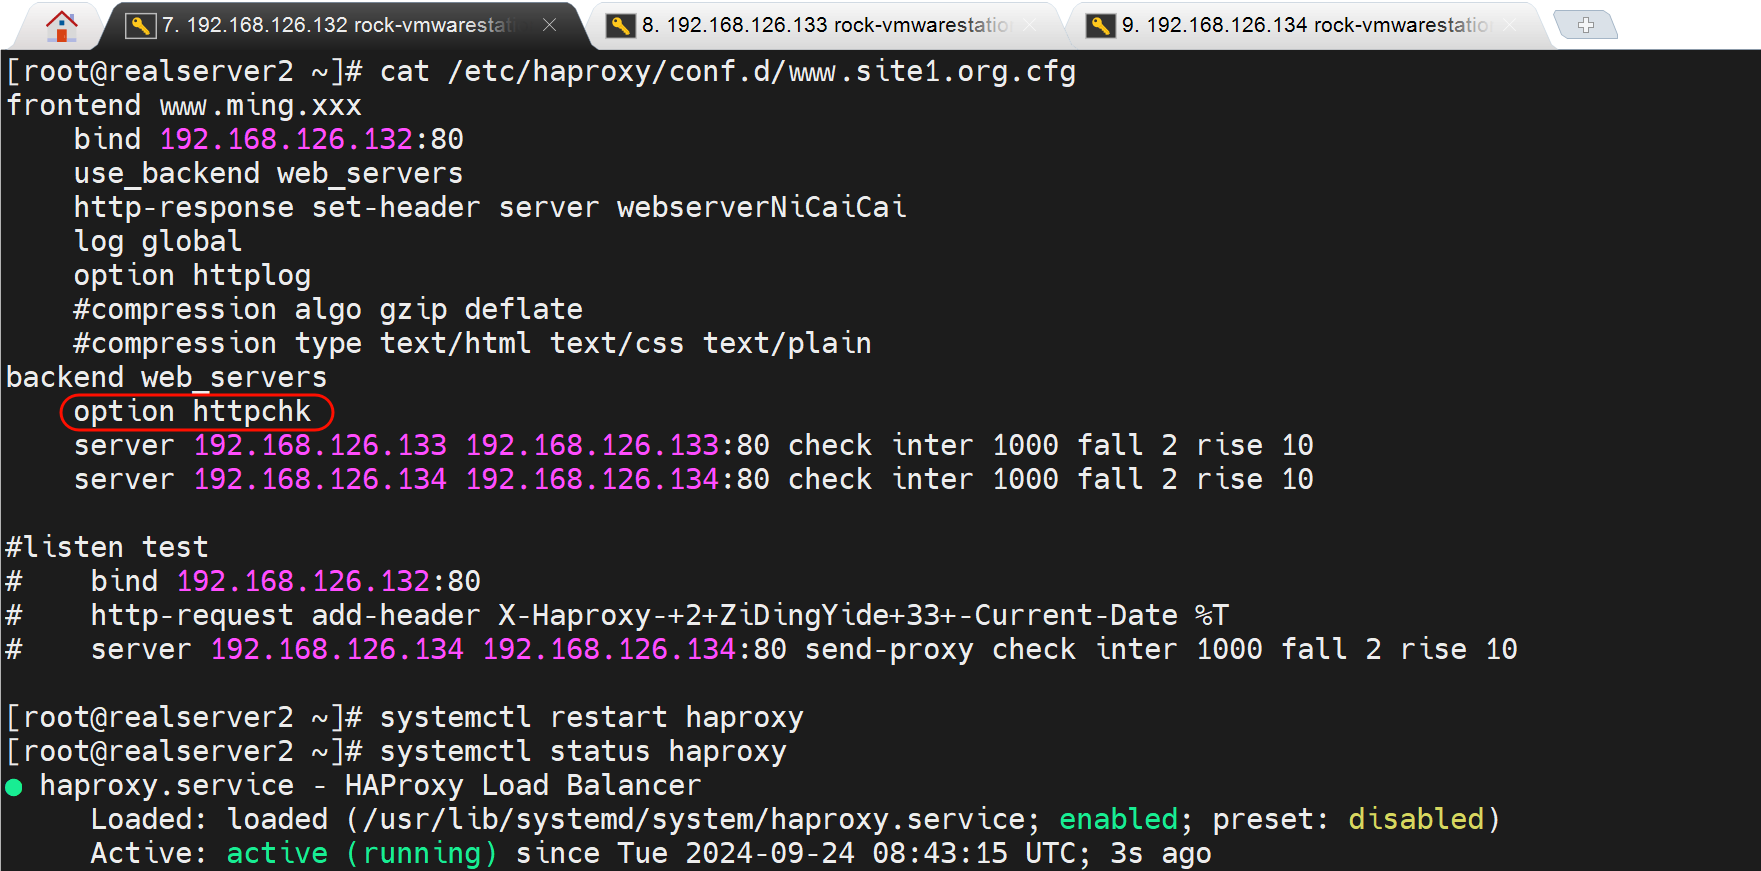 7. 192.168.126.132 rock-vmwarestati
8. 192.168.126.133 rock-vmwarestation
9. 192.168.126.134 rock-vmwarestation
[root@realserver2 ~]# cat /etc/haproxy/conf.d/www.site1.org.cfg
frontend www.ming.xxx
    bind 192.168.126.132:80
    use_backend web_servers
    http-response set-header server webserverNiCaiCai
    log global
    option httplog
    #compression algo gzip deflate
    #compression type text/html text/css text/plain
backend web_servers
    option httpchk
    server 192.168.126.133 192.168.126.133:80 check inter 1000 fall 2 rise 10
    server 192.168.126.134 192.168.126.134:80 check inter 1000 fall 2 rise 10
#listen test
#    bind 192.168.126.132:80
#    http-request add-header X-Haproxy-+2+ZiDingYide+33+-Current-Date %T
#    server 192.168.126.134 192.168.126.134:80 send-proxy check inter 1000 fall 2 rise 10
[root@realserver2 ~]# systemctl restart haproxy
[root@realserver2 ~]# systemctl status haproxy
● haproxy.service - HAProxy Load Balancer
     Loaded: loaded (/usr/lib/systemd/system/haproxy.service; enabled; preset: disabled)
     Active: active (running) since Tue 2024-09-24 08:43:15 UTC; 3s ago